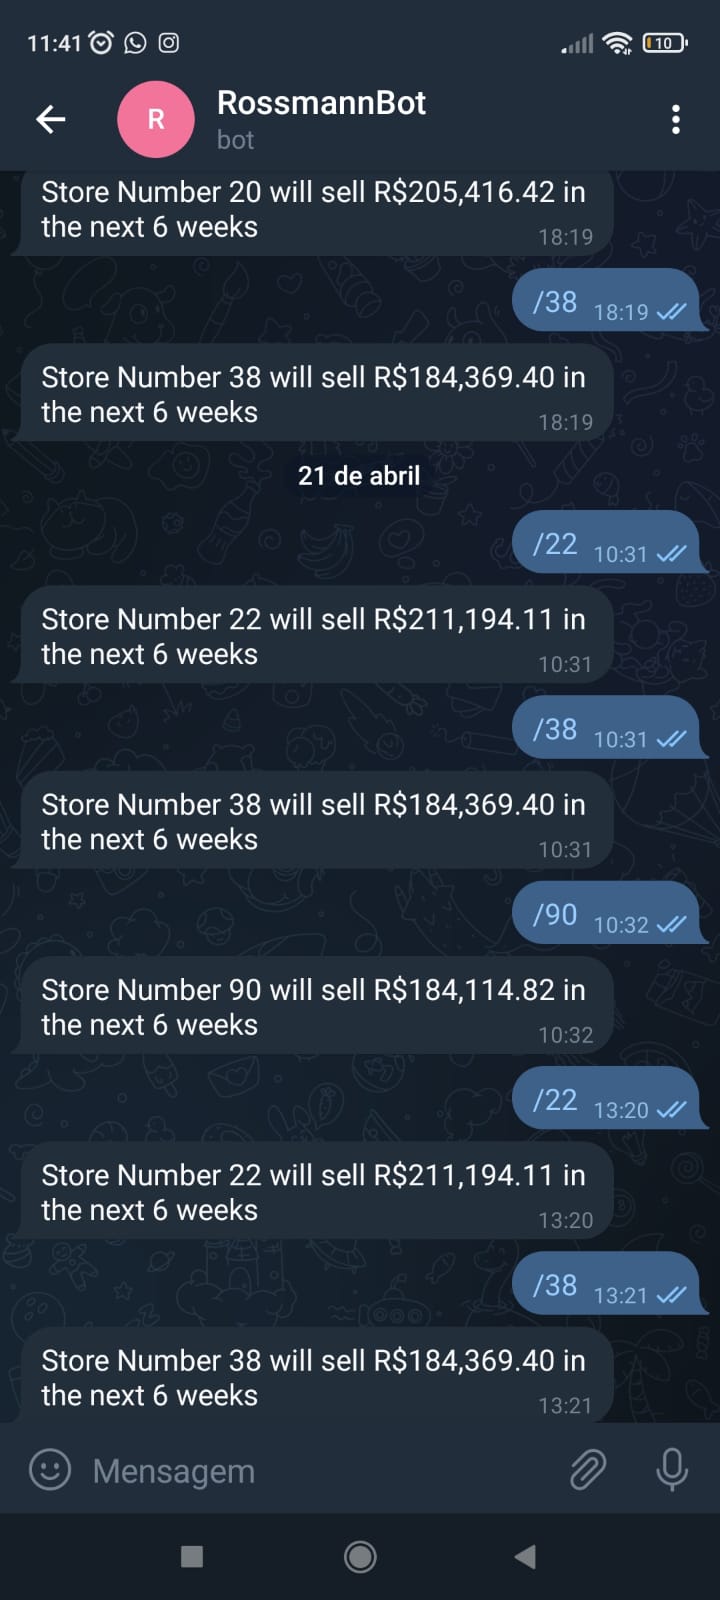 11:41
10
R
RossmannBot
bot
Store Number 20 will sell R$205,416.42 in
the next 6 weeks
18:19
/38 18:19
Store Number 38 will sell R$184,369.40 in
the next 6 weeks
18:19
21 de abril
/22 10:31
Store Number 22 will sell R$211,194.11 in
the next 6 weeks
10:31
/38 10:31
Store Number 38 will sell R$184,369.40 in
the next 6 weeks
10:31
/90 10:32
Store Number 90 will sell R$184,114.82 in
the next 6 weeks
10:32
/22 13:20
Store Number 22 will sell R$211,194.11 in
the next 6 weeks
13:20
/38 13:21
Store Number 38 will sell R$184,369.40 in
the next 6 weeks
13:21
Mensagem